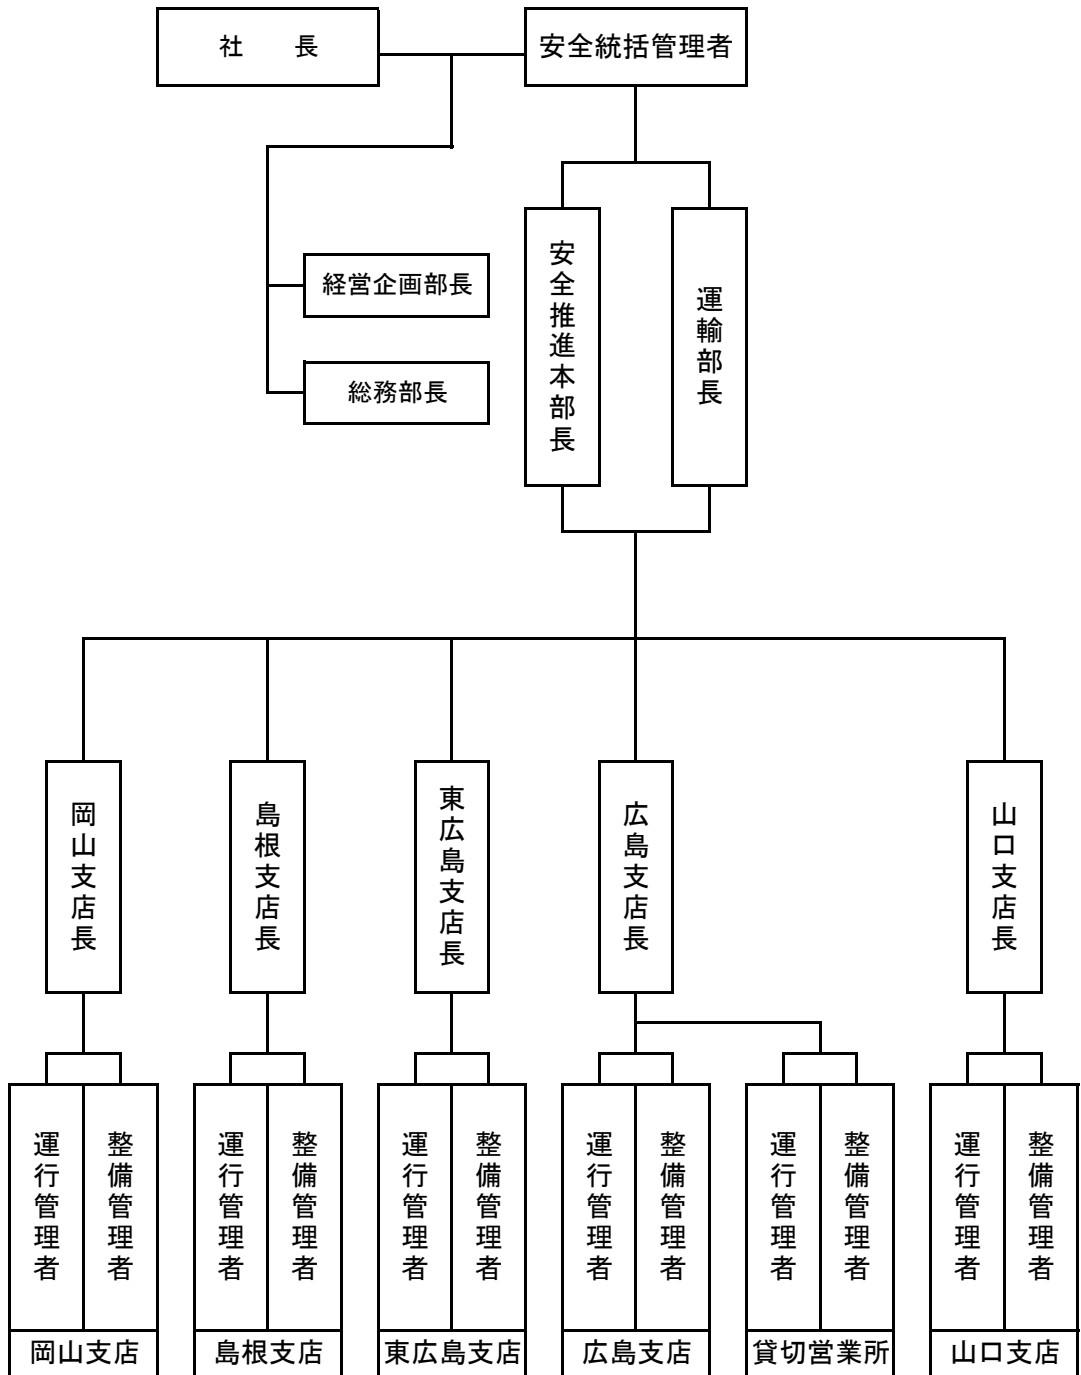 社　　長
安全統括管理者
経営企画部長
総務部長
安全推進本部長
運輸部長
岡山支店長
島根支店長
東広島支店長
広島支店長
山口支店長
運行管理者
整備管理者
岡山支店
運行管理者
整備管理者
島根支店
運行管理者
整備管理者
東広島支店
運行管理者
整備管理者
広島支店
運行管理者
整備管理者
貸切営業所
運行管理者
整備管理者
山口支店